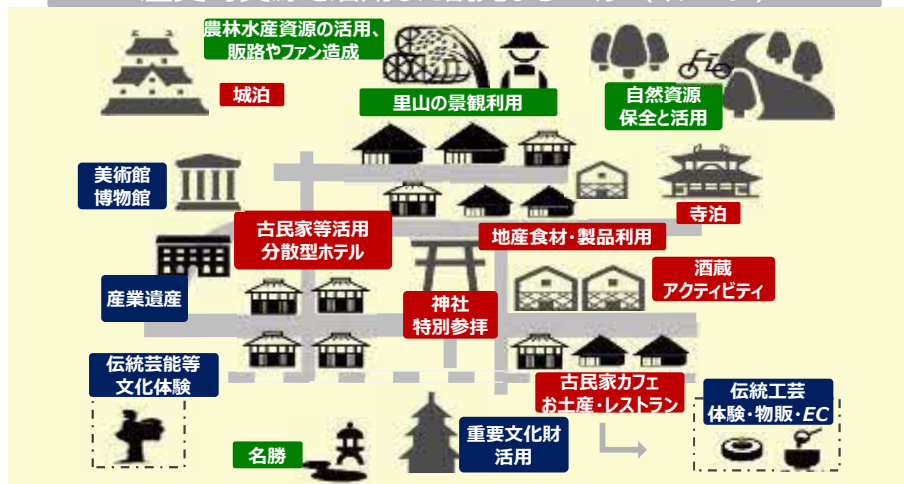 農林水産資源の活用、
販路やファン造成
城泊
里山の景観利用
自然資源
保全と活用
美術館
博物館
古民家等活用
分散型ホテル
地産食材・製品利用
寺泊
産業遺産
神社
特別参拝
酒蔵
アクティビティ
伝統芸能等
文化体験
古民家カフェ
お土産・レストラン
伝統工芸
体験・物販・EC
名勝
重要文化財
活用